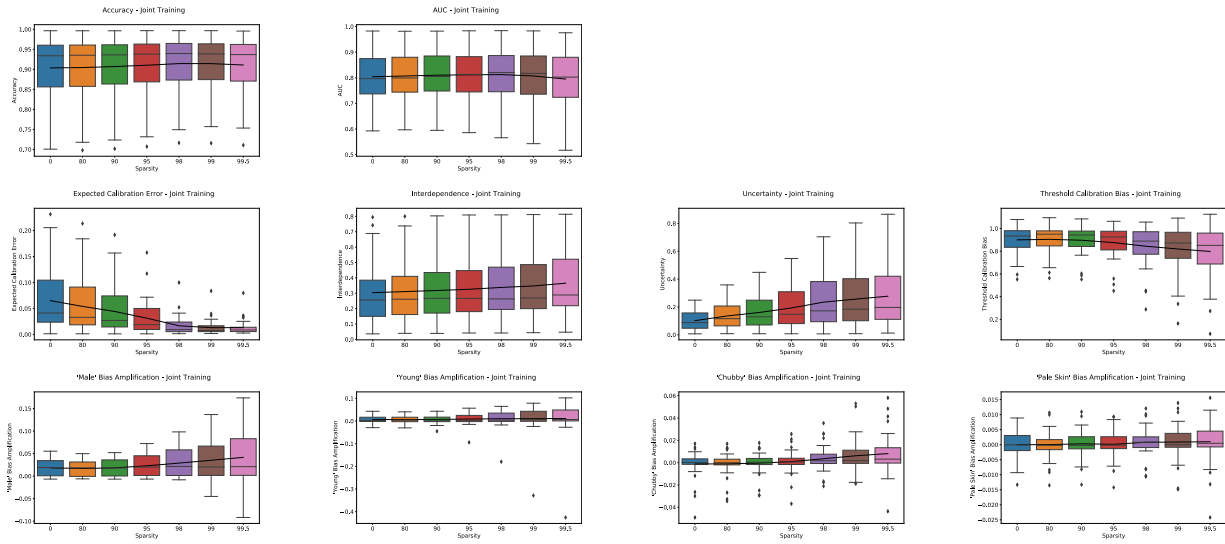 Accuracy - Joint Training
AUC - Joint Training
1.00
0.95
0.90
0.85
0.80
0.75
0.70
Accuracy
0 80 90 95 98 99 99.5
Sparsity
1.0
0.9
0.8
0.7
0.6
0.5
AUC
0 80 90 95 98 99 99.5
Sparsity
Expected Calibration Error - Joint Training
Interdependence - Joint Training
Uncertainty - Joint Training
Threshold Calibration Bias - Joint Training
0.20
0.15
0.10
0.05
0.00
Expected Calibration Error
0 80 90 95 98 99 99.5
Sparsity
0.8
0.7
0.6
0.5
0.4
0.3
0.2
0.1
0.0
Interdependence
0 80 90 95 98 99 99.5
Sparsity
0.8
0.6
0.4
0.2
0.0
Uncertainty
0 80 90 95 98 99 99.5
Sparsity
1.0
0.8
0.6
0.4
0.2
Threshold Calibration Bias
0 80 90 95 98 99 99.5
Sparsity
'Male' Bias Amplification - Joint Training
'Young' Bias Amplification - Joint Training
'Chubby' Bias Amplification - Joint Training
'Pale Skin' Bias Amplification - Joint Training
0.15
0.10
0.05
0.00
−0.05
−0.10
'Male' Bias Amplification
0 80 90 95 98 99 99.5
Sparsity
0.1
0.0
−0.1
−0.2
−0.3
−0.4
'Young' Bias Amplification
0 80 90 95 98 99 99.5
Sparsity
0.06
0.04
0.02
0.00
−0.02
−0.04
'Chubby' Bias Amplification
0 80 90 95 98 99 99.5
Sparsity
0.015
0.010
0.005
0.000
−0.005
−0.010
−0.015
−0.020
−0.025
'Pale Skin' Bias Amplification
0 80 90 95 98 99 99.5
Sparsity